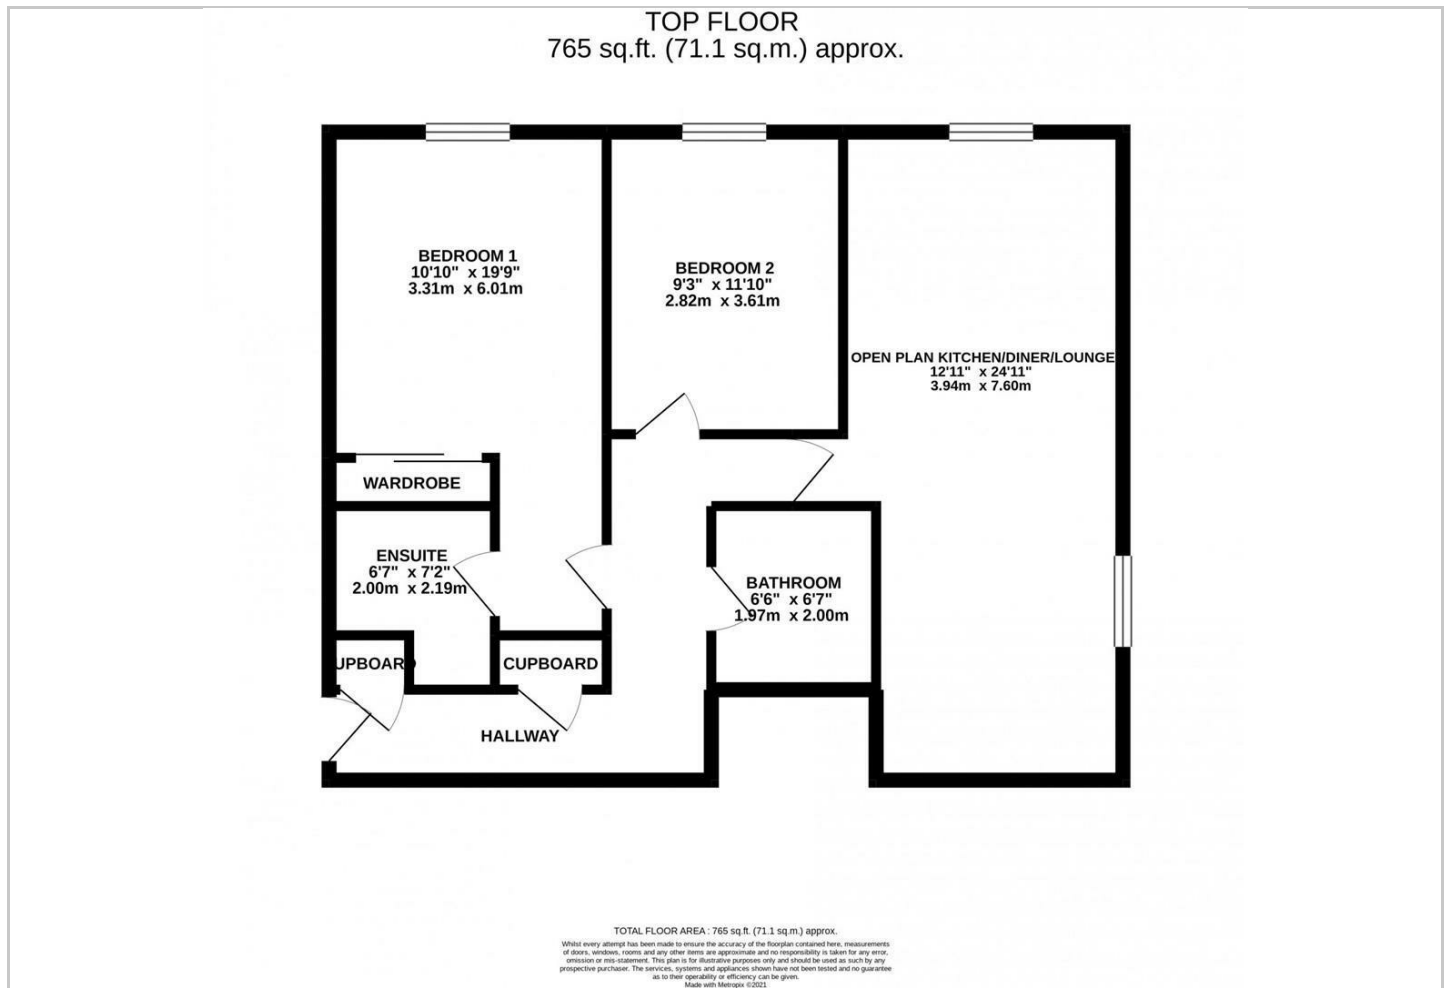 TOP FLOOR
765 sq.ft. (71.1 sq.m.) approx.
BEDROOM 1
10'10" x 19'9"
3.31m x 6.01m
BEDROOM 2
9'3" x 11'10"
2.82m x 3.61m
OPEN PLAN KITCHEN/DINER/LOUNGE
12'11" x 24'11"
3.94m x 7.60m
WARDROBE
ENSUITE
6'7" x 7'2"
2.00m x 2.19m
BATHROOM
6'6" x 6'7"
1.97m x 2.00m
UPBOARD
CUPBOARD
HALLWAY
TOTAL FLOOR AREA : 765 sq.ft. (71.1 sq.m.) approx.
Whilst every attempt has been made to ensure the accuracy of the floorplan contained here, measurements
of doors, windows, rooms and any other items are approximate and no responsibility is taken for any error,
omission or mis-statement. This plan is for illustrative purposes only and should be used as such by any
prospective purchaser. The services, systems and appliances shown have not been tested and no guarantee
as to their operability or efficiency can be given.
Made with Metropix ©2021